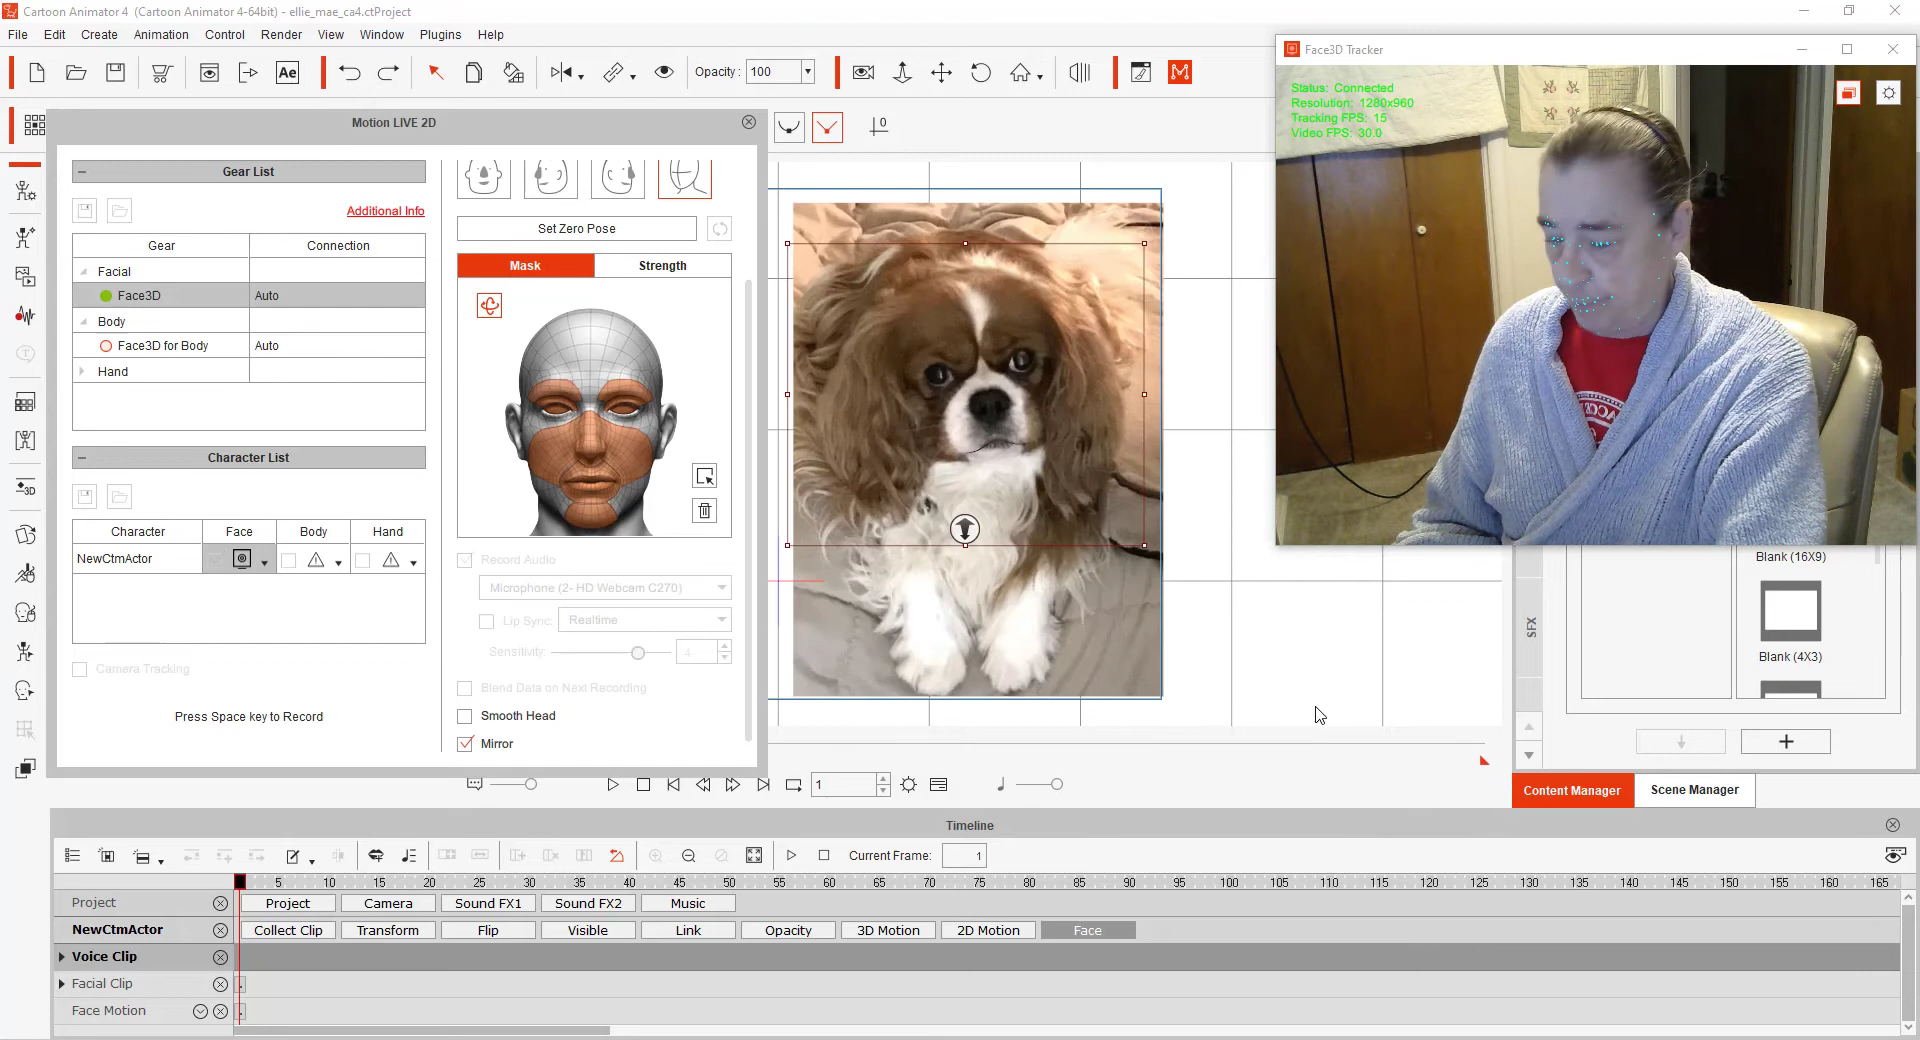 Cartoon Animator 4  (Cartoon Animator 4-64bit) - ellie_mae_ca4.ctProject
File Edit Create Animation Control Render View Window Plugins Help
Ae
Opacity : 100
Face3D Tracker
Status: Connected
Resolution: 1280x960
Tracking FPS: 15
Video FPS: 30.0
0
Motion LIVE 2D
Gear List
Additional Info
Gear Connection
Facial
Face3D Auto
Body
Face3D for Body Auto
Hand
Character List
Character Face Body Hand
NewCtmActor
Camera Tracking
Press Space key to Record
Set Zero Pose
Mask Strength
Record Audio
Microphone (2- HD Webcam C270)
Lip Sync: Realtime
Sensitivity: 4
Blend Data on Next Recording
Smooth Head
Mirror
3D
Blank (16X9)
SFX
Blank (4X3)
Content Manager Scene Manager
1
Timeline
Current Frame: 1
5 10 15 20 25 30 35 40 45 50 55 60 65 70 75 80 85 90 95 100 105 110 115 120 125 130 135 140 145 150 155 160 165
Project Project Camera Sound FX1 Sound FX2 Music
NewCtmActor Collect Clip Transform Flip Visible Link Opacity 3D Motion 2D Motion Face
Voice Clip
Facial Clip
Face Motion